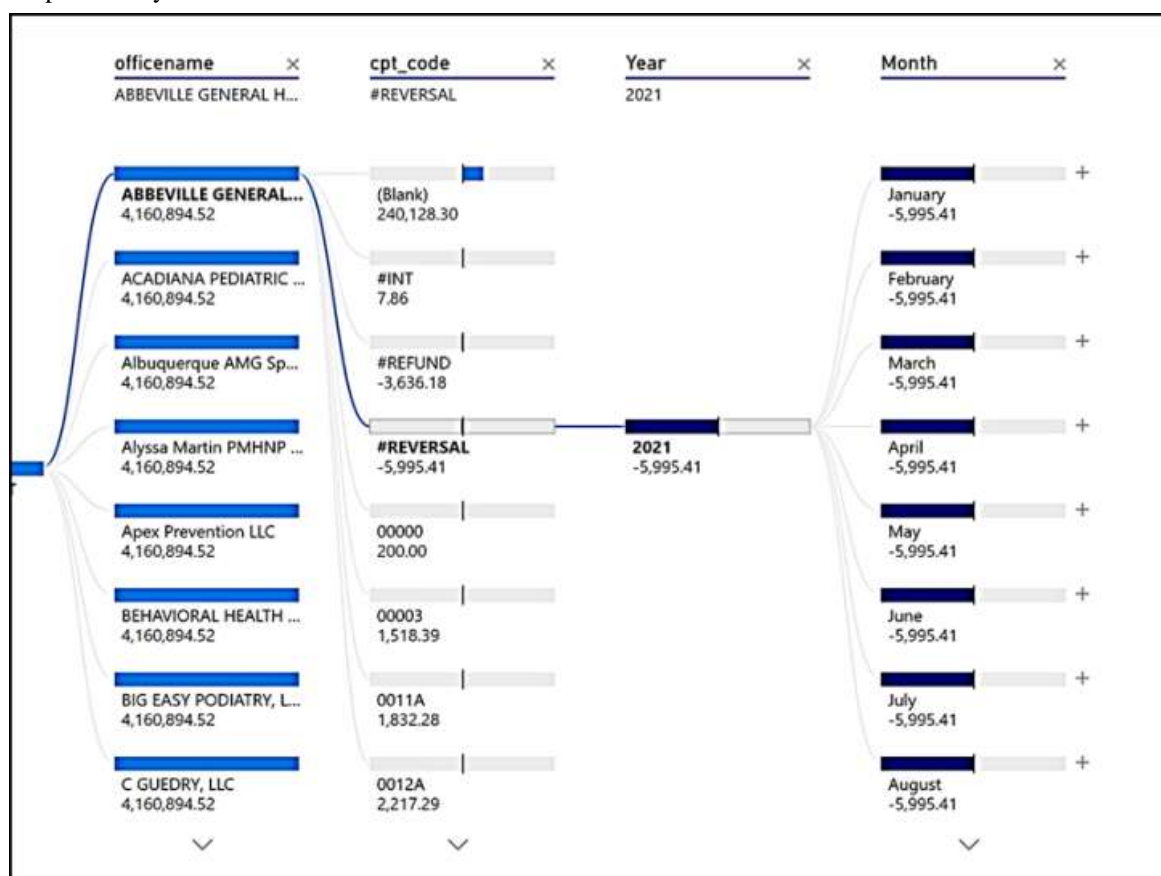 officename ×
ABBEVILLE GENERAL H...
cpt_code ×
#REVERSAL
Year ×
2021
Month ×
ABBEVILLE GENERAL...
4,160,894.52
ACADIANA PEDIATRIC ...
4,160,894.52
Albuquerque AMG Sp...
4,160,894.52
Alyssa Martin PMHNP ...
4,160,894.52
Apex Prevention LLC
4,160,894.52
BEHAVIORAL HEALTH ...
4,160,894.52
BIG EASY PODIATRY, L...
4,160,894.52
C GUEDRY, LLC
4,160,894.52
(Blank)
240,128.30
#INT
7.86
#REFUND
-3,636.18
#REVERSAL
-5,995.41
00000
200.00
00003
1,518.39
0011A
1,832.28
0012A
2,217.29
2021
-5,995.41
January +
-5,995.41
February +
-5,995.41
March +
-5,995.41
April +
-5,995.41
May +
-5,995.41
June +
-5,995.41
July +
-5,995.41
August +
-5,995.41